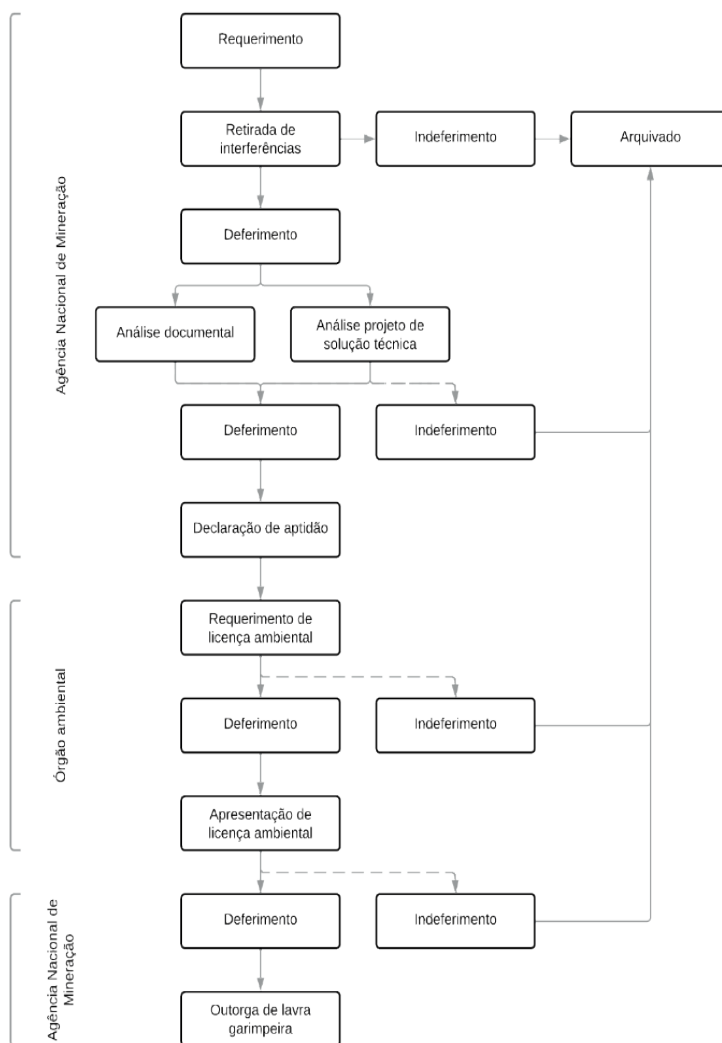 Requerimento
Retirada de
interferências
Indeferimento
Arquivado
Deferimento
Análise documental
Análise projeto de
solução técnica
Deferimento
Indeferimento
Declaração de aptidão
Agência Nacional de Mineração
Requerimento de
licença ambiental
Deferimento
Indeferimento
Apresentação de
licença ambiental
Órgão ambiental
Deferimento
Indeferimento
Outorga de lavra
garimpeira
Agência Nacional de
Mineração